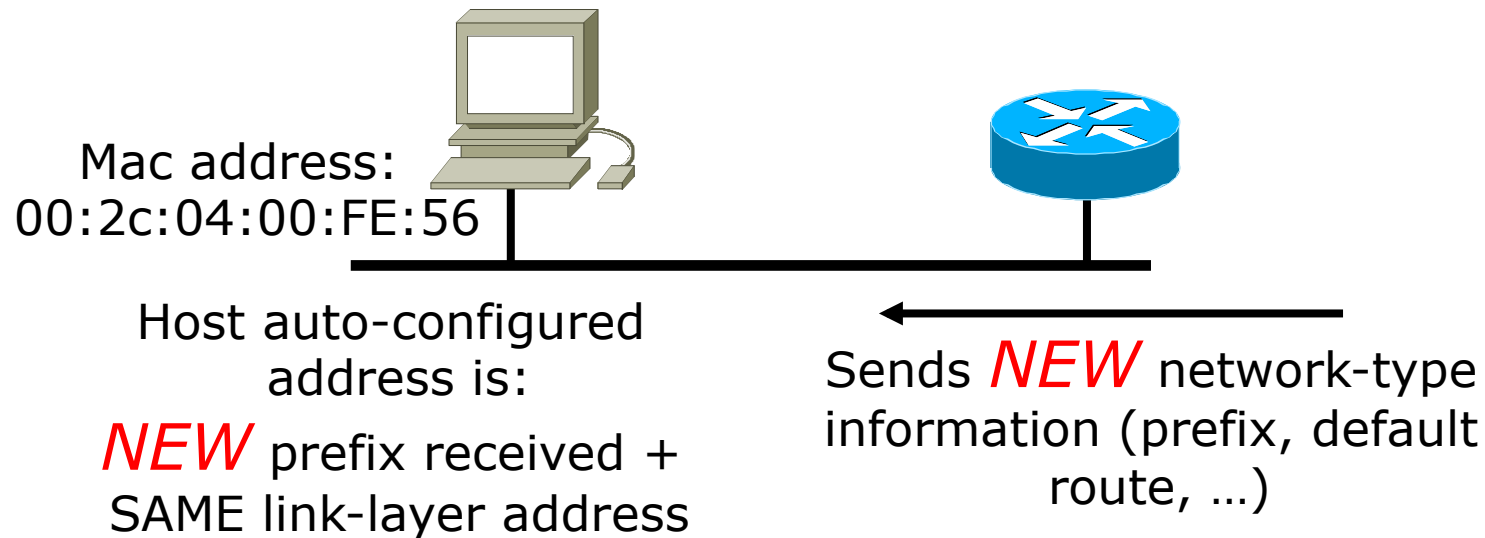 Mac address:
00:2c:04:00:FE:56
Host auto-configured
address is:
NEW prefix received +
SAME link-layer address
Sends NEW network-type
information (prefix, default
route, …)